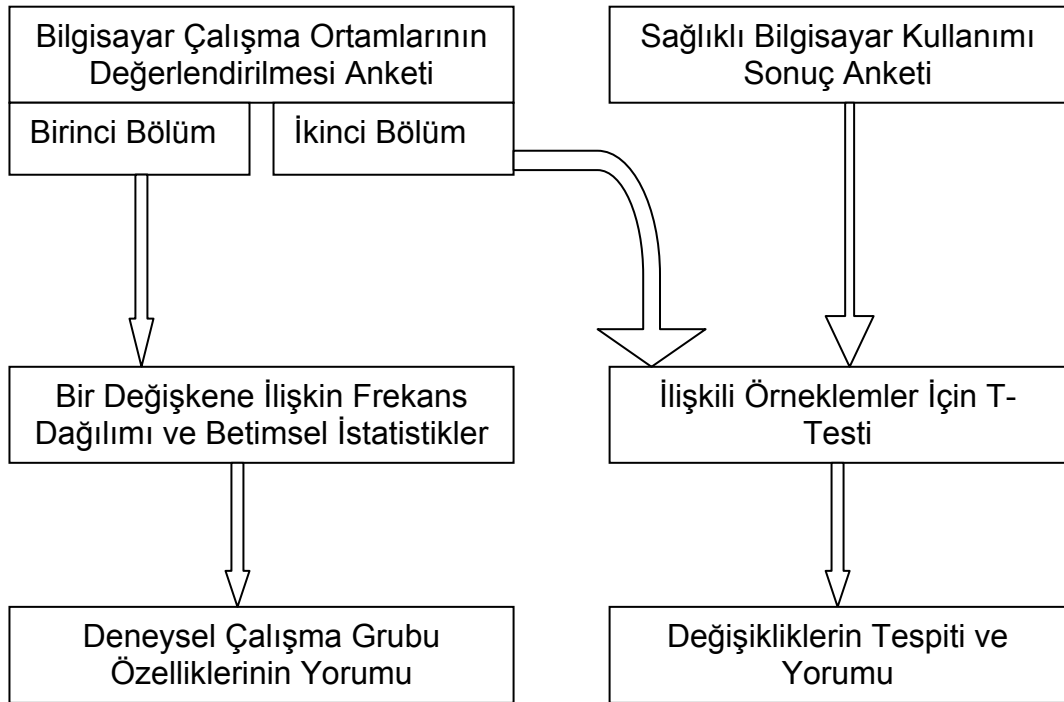 Bilgisayar Çalışma Ortamlarının
Değerlendirilmesi Anketi
Birinci Bölüm
İkinci Bölüm
Sağlıklı Bilgisayar Kullanımı
Sonuç Anketi
Bir Değişkene İlişkin Frekans
Dağılımı ve Betimsel İstatistikler
İlişkili Örneklemler İçin T-
Testi
Deneysel Çalışma Grubu
Özelliklerinin Yorumu
Değişikliklerin Tespiti ve
Yorumu